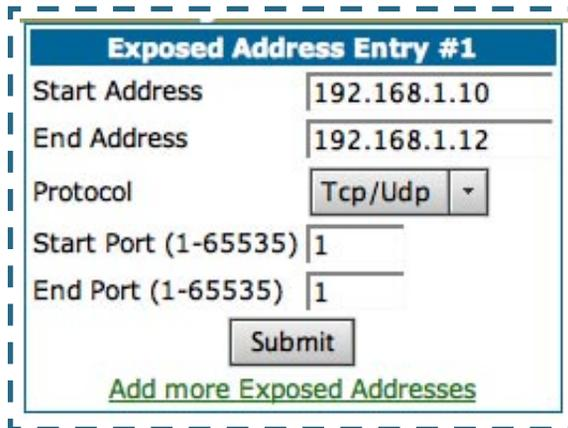 Exposed Address Entry #1
Start Address 192.168.1.10
End Address 192.168.1.12
Protocol Tcp/Udp
Start Port (1-65535) 1
End Port (1-65535) 1
Submit
Add more Exposed Addresses